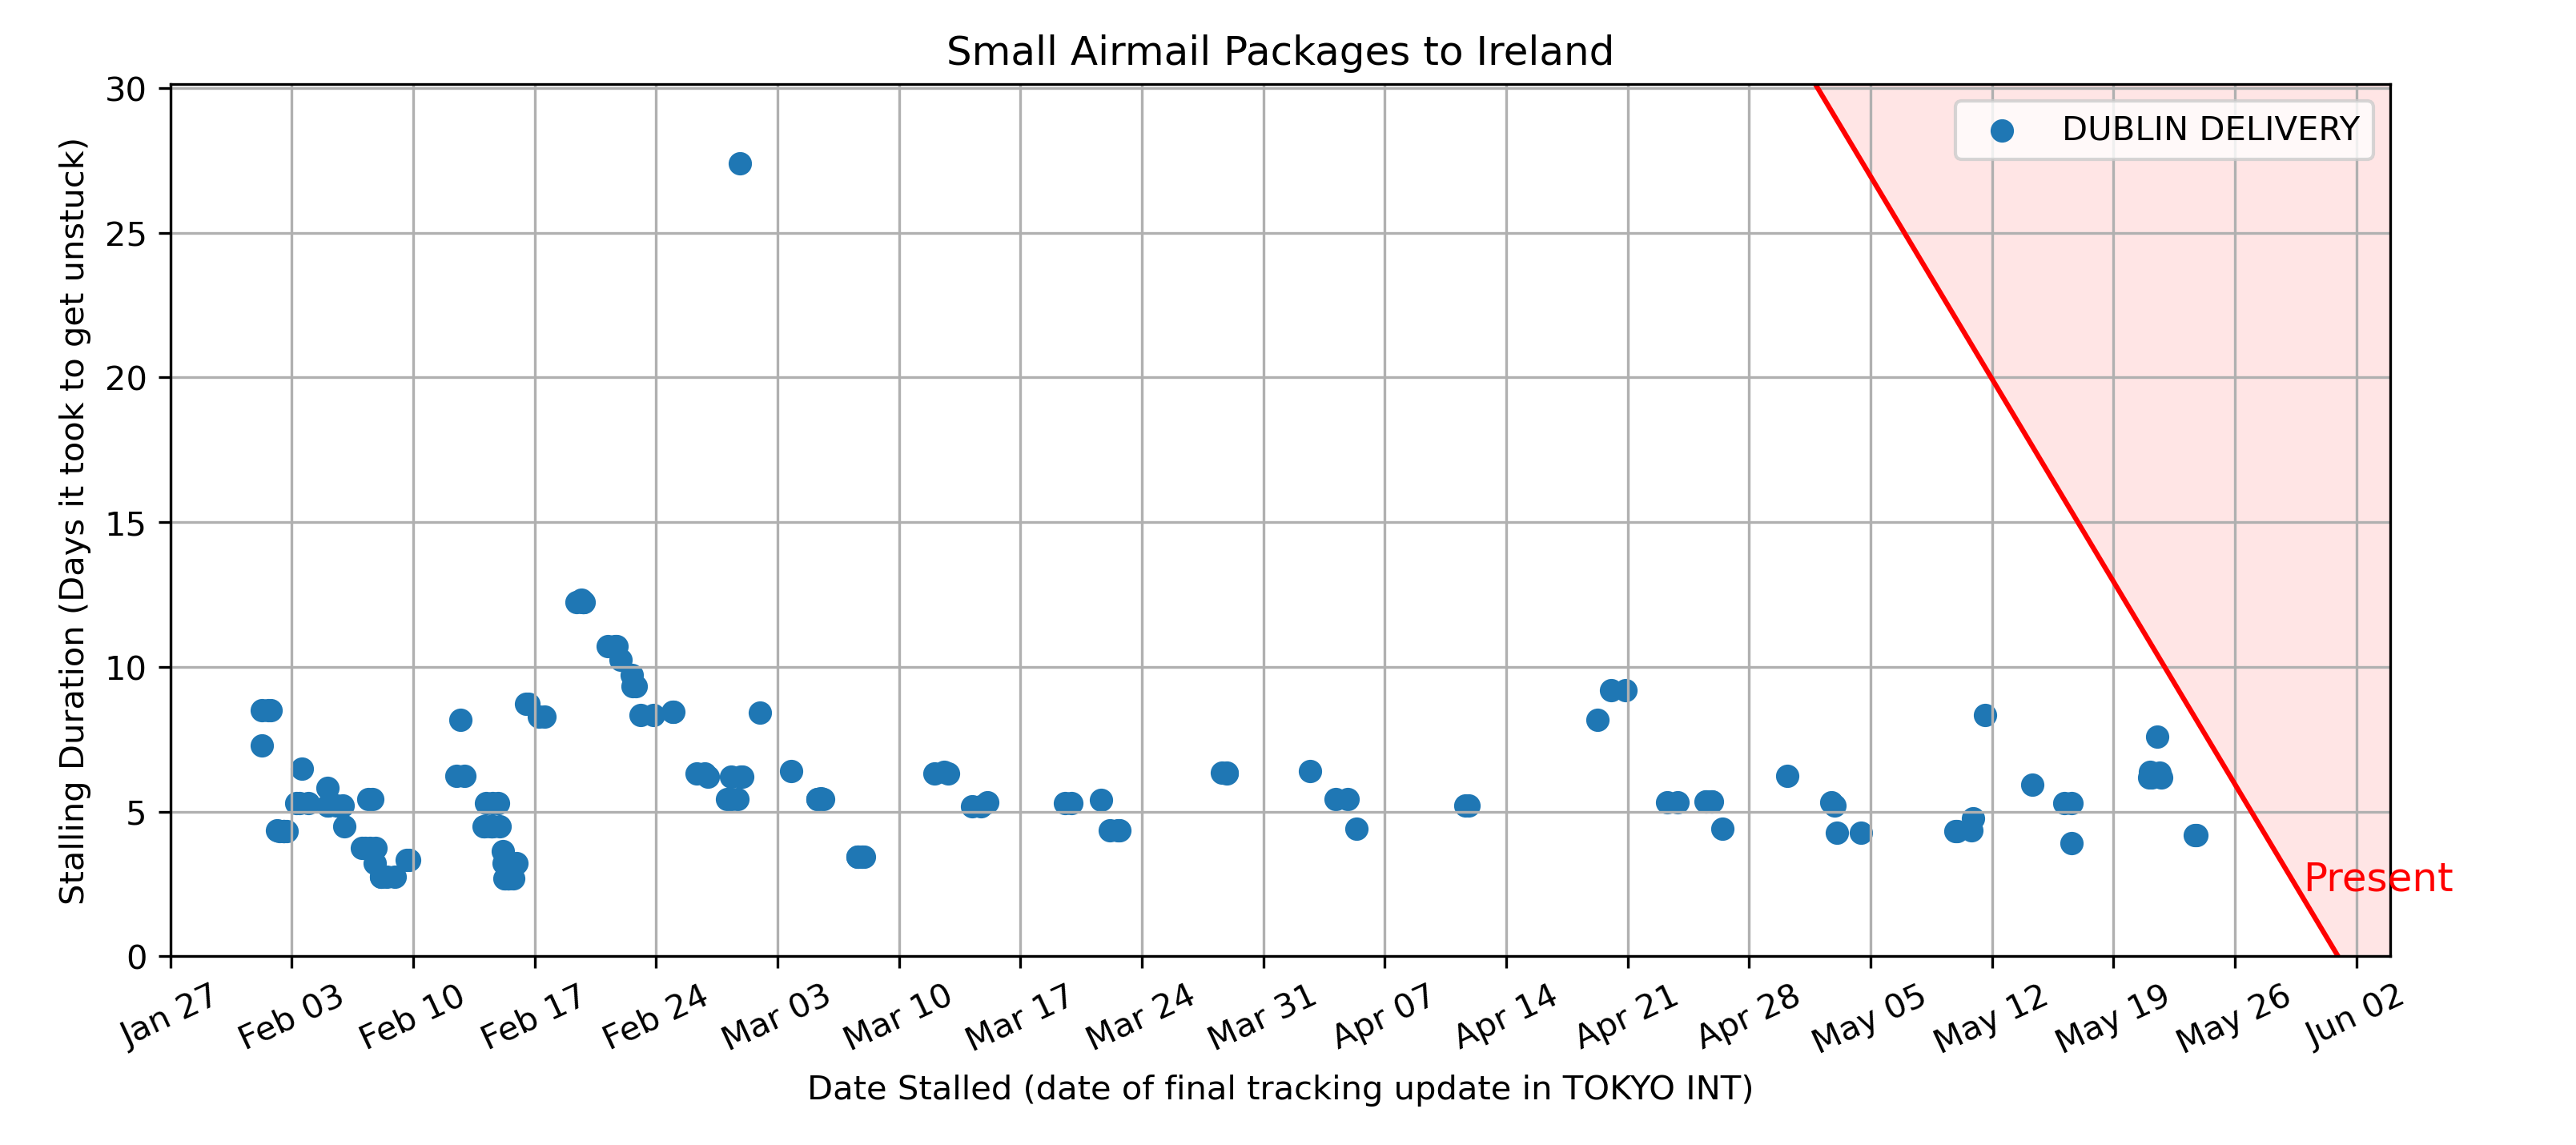 Small Airmail Packages to Ireland
Stalling Duration (Days it took to get unstuck)
30
25
20
15
10
5
0
DUBLIN DELIVERY
Present
Jan 27
Feb 03
Feb 10
Feb 17
Feb 24
Mar 03
Mar 10
Mar 17
Mar 24
Mar 31
Apr 07
Apr 14
Apr 21
Apr 28
May 05
May 12
May 19
May 26
Jun 02
Date Stalled (date of final tracking update in TOKYO INT)